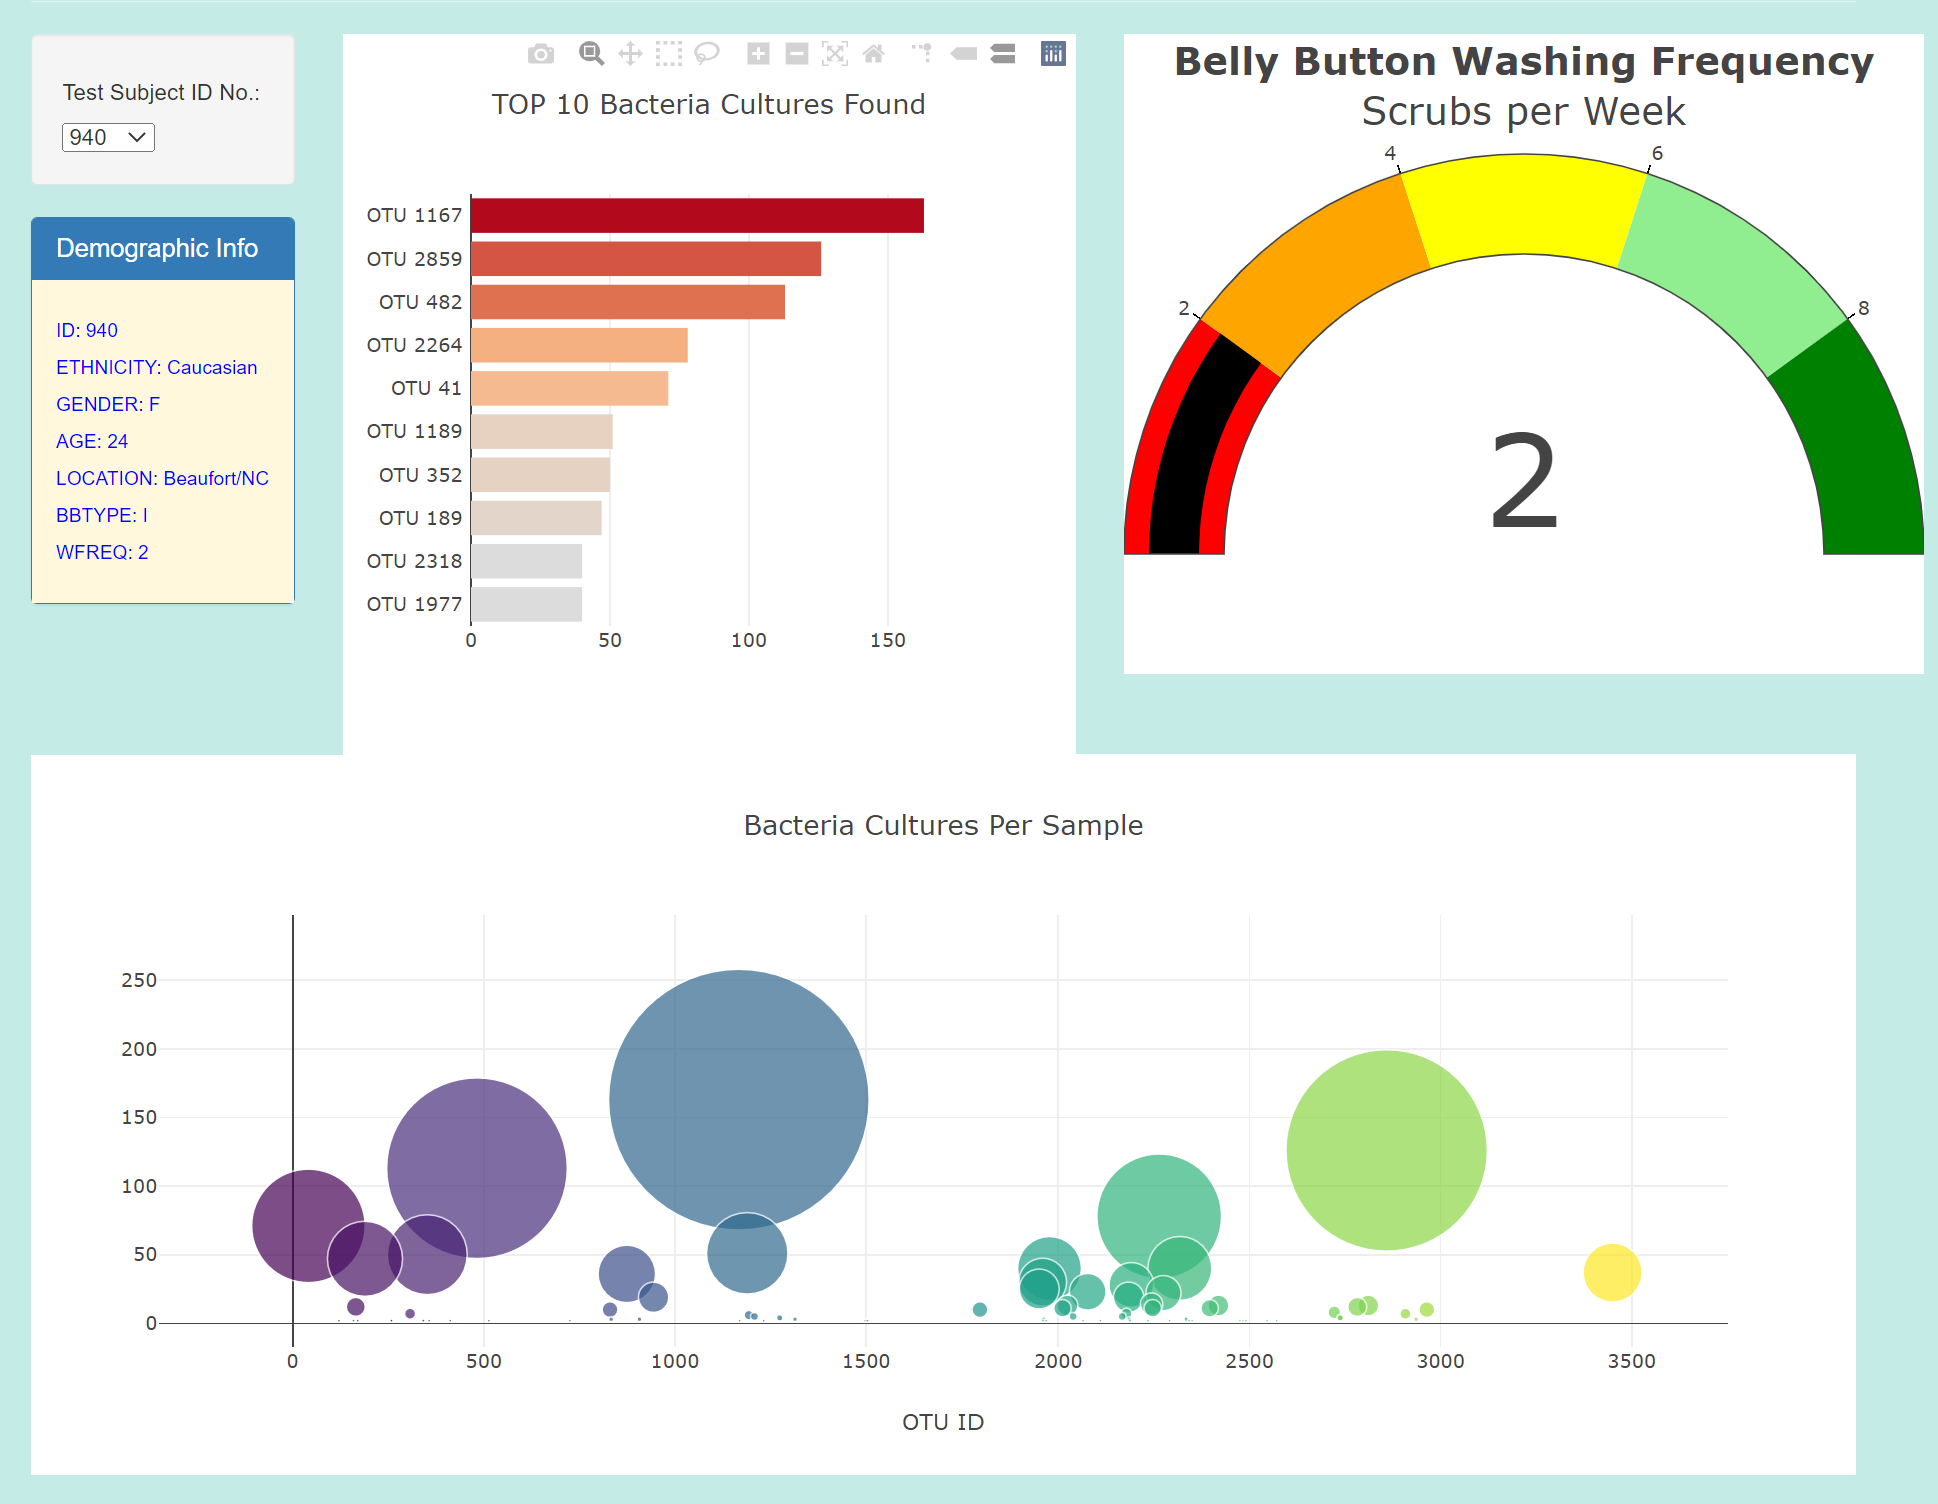 Test Subject ID No.:
940
Demographic Info
ID: 940
ETHNICITY: Caucasian
GENDER: F
AGE: 24
LOCATION: Beaufort/NC
BBTYPE: I
WFREQ: 2
TOP 10 Bacteria Cultures Found
OTU 1167
OTU 2859
OTU 482
OTU 2264
OTU 41
OTU 1189
OTU 352
OTU 189
OTU 2318
OTU 1977
0 50 100 150
Belly Button Washing Frequency
Scrubs per Week
4 6
2 8
2
Bacteria Cultures Per Sample
250
200
150
100
50
0
0 500 1000 1500 2000 2500 3000 3500
OTU ID